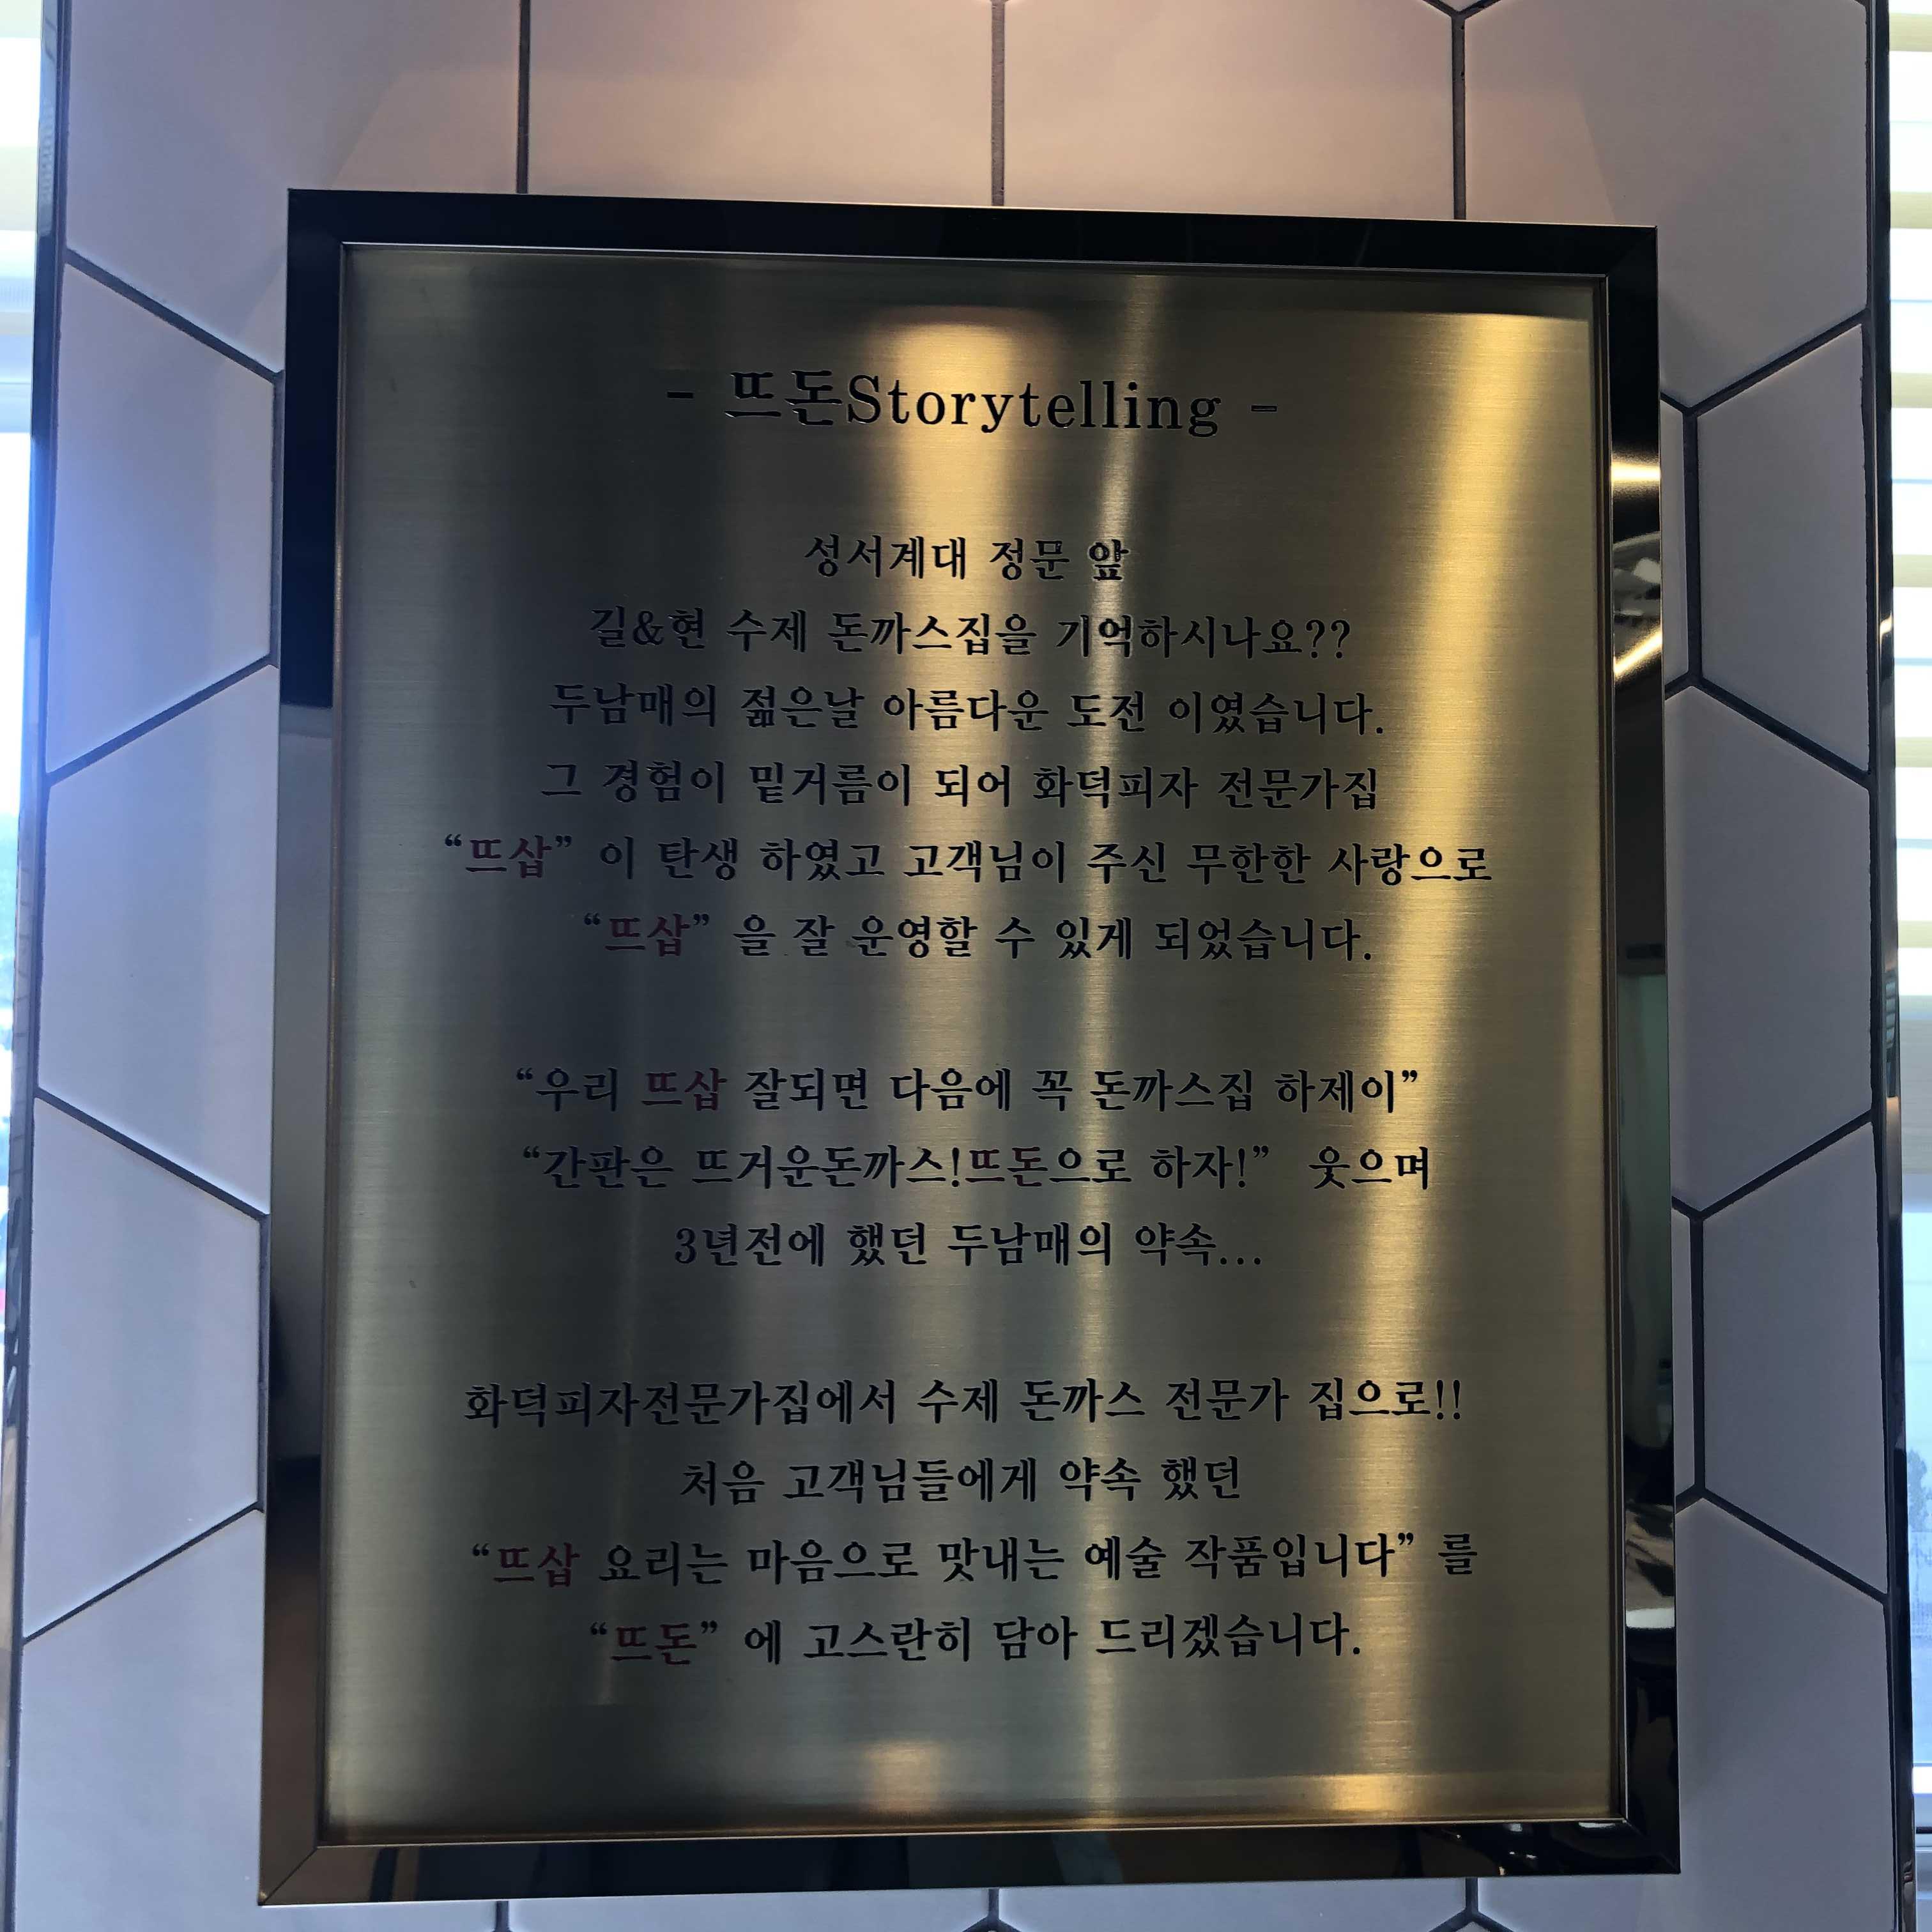 - 뜨돈Storytelling -
성서계대 정문 앞
길&현 수제 돈까스집을 기억하시나요??
두남매의 젊은날 아름다운 도전 이였습니다.
그 경험이 밑거름이 되어 화덕피자 전문가집
“뜨삽” 이 탄생 하였고 고객님이 주신 무한한 사랑으로
“뜨삽” 을 잘 운영할 수 있게 되었습니다.
“우리 뜨삽 잘되면 다음에 꼭 돈까스집 하제이”
“간판은 뜨거운돈까스!뜨돈으로 하자!” 웃으며
3년전에 했던 두남매의 약속...
화덕피자전문가집에서 수제 돈까스 전문가 집으로!!
처음 고객님들에게 약속 했던
“뜨삽 요리는 마음으로 맛내는 예술 작품입니다” 를
“뜨돈” 에 고스란히 담아 드리겠습니다.